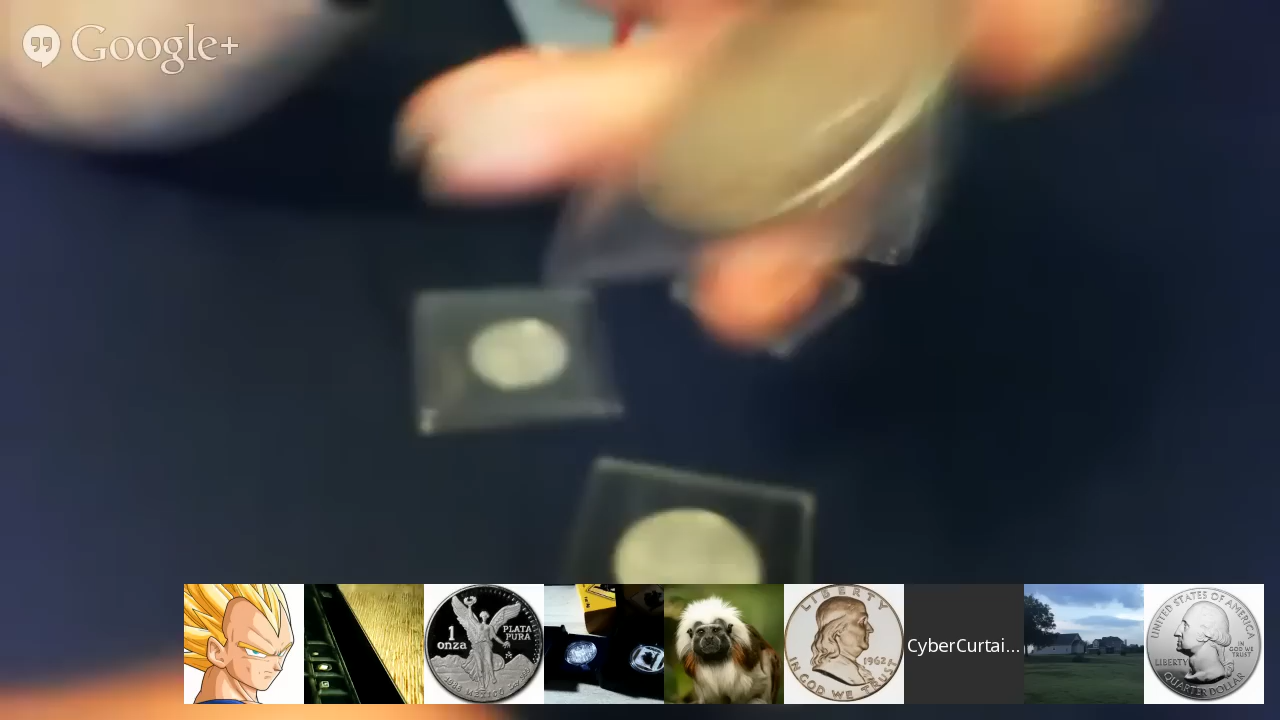 Google+
1
onza
PLATA
PURA
LIBERTY
1962
IN GOD WE TRUST
CyberCurtai...
UNITED STATES OF AMERICA
LIBERTY
IN
GOD WE
TRUST
QUARTER DOLLAR